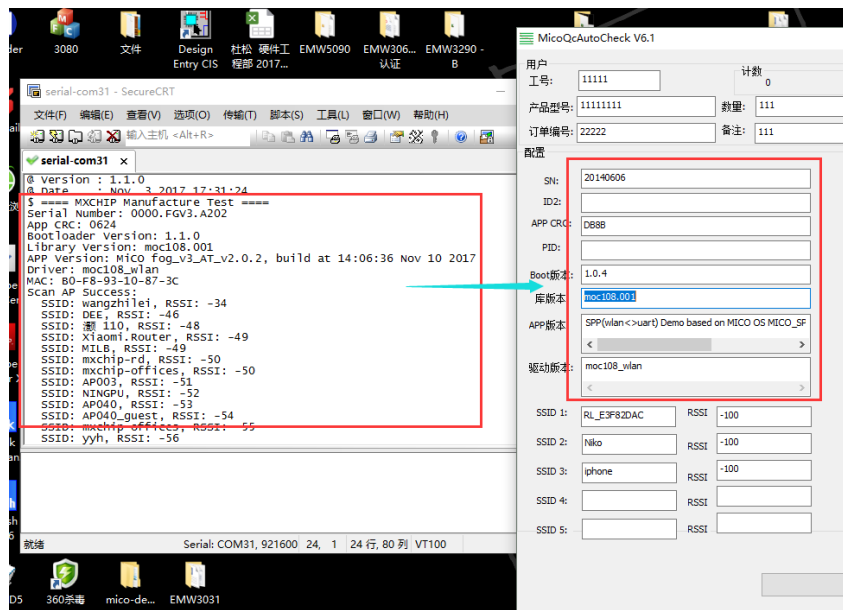 3080
文件
Design
Entry CIS
杜松 硬件工
程部 2017...
EMW5090
EMW306...
认证
EMW3290 -
B
serial-com31 - SecureCRT
文件(F) 编辑(E) 查看(V) 选项(O) 传输(T) 脚本(S) 工具(L) 窗口(W) 帮助(H)
输入主机 <Alt+R>
serial-com31 ×
@ Version : 1.1.0
@ Date : Nov 3 2017 17:31:24
$ ==== MXCHIP Manufacture Test ====
Serial Number: 0000.FGV3.A202
App CRC: 0624
Bootloader Version: 1.1.0
Library Version: moc108.001
APP Version: MiCO fog_v3_AT_v2.0.2, build at 14:06:36 Nov 10 2017
Driver: moc108_wlan
MAC: B0-F8-93-10-87-3C
Scan AP Success:
SSID: wangzhilei, RSSI: -34
SSID: DEE, RSSI: -46
SSID: 110, RSSI: -48
SSID: Xiaomi.Router, RSSI: -49
SSID: MILB, RSSI: -49
SSID: mxchip-rd, RSSI: -50
SSID: mxchip-offices, RSSI: -50
SSID: AP003, RSSI: -51
SSID: NINGPU, RSSI: -52
SSID: AP040, RSSI: -53
SSID: AP040_guest, RSSI: -54
SSID: mxchip-offices, RSSI: -55
SSID: yyh, RSSI: -56
就绪 Serial: COM31, 921600 24, 1 24 行, 80 列 VT100
360杀毒
mico-de...
EMW3031
MicoQcAutoCheck V6.1
用户
工号: 11111
计数
0
产品型号: 11111111 数量: 111
订单编号: 22222 备注: 111
配置
SN: 20140606
ID2:
APP CRC: DB8B
PID:
Boot版本: 1.0.4
库版本 moc108.001
APP版本: SPP(wlan<>uart) Demo based on MICO OS MICO_SP
驱动版本: moc108_wlan
SSID 1: RL_E3F82DAC RSSI -100
SSID 2: Niko RSSI -100
SSID 3: iphone RSSI -100
SSID 4: RSSI
SSID 5: RSSI